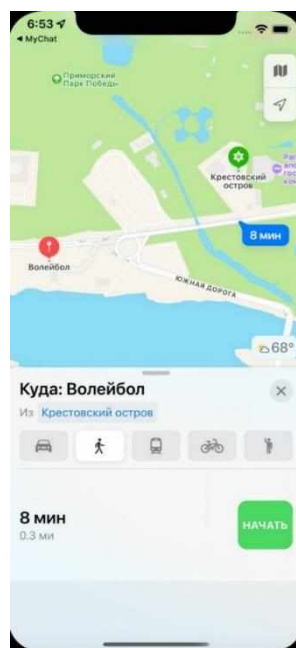 6:53
MyChat
Приморский
Парк Победы
Крестовский
остров
8 мин
Волейбол
ЮЖНАЯ ДОРОГА
68°
Куда: Волейбол
Из Крестовский остров
8 мин
0.3 ми
НАЧАТЬ